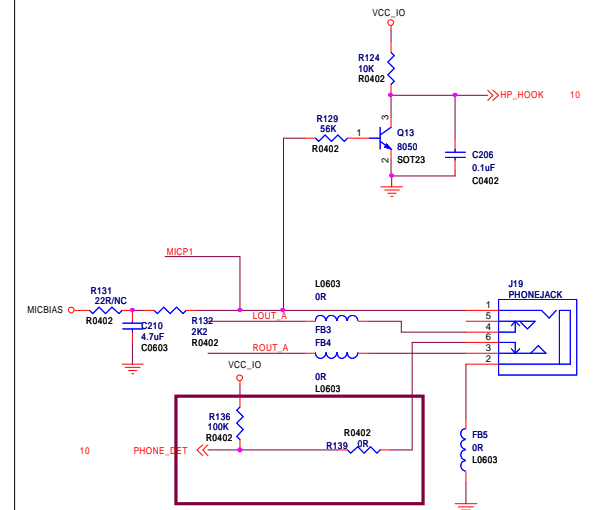 VCC_IO
R124
10K
R0402
HP_HOOK 10
R129
56K
R0402
3
1
2
Q13
8050
SOT23
C206
0.1uF
C0402
MICP1
R131
22R/NC
R0402
MICBIAS
C210
4.7uF
C0603
R132
2K2
R0402
L0603
0R
LOUT_A
FB3
FB4
ROUT_A
0R
L0603
J19
PHONEJACK
1
5
4
6
3
2
VCC_IO
R136
100K
R0402
R0402
R139 0R
10 PHONE_DET
FB5
0R
L0603